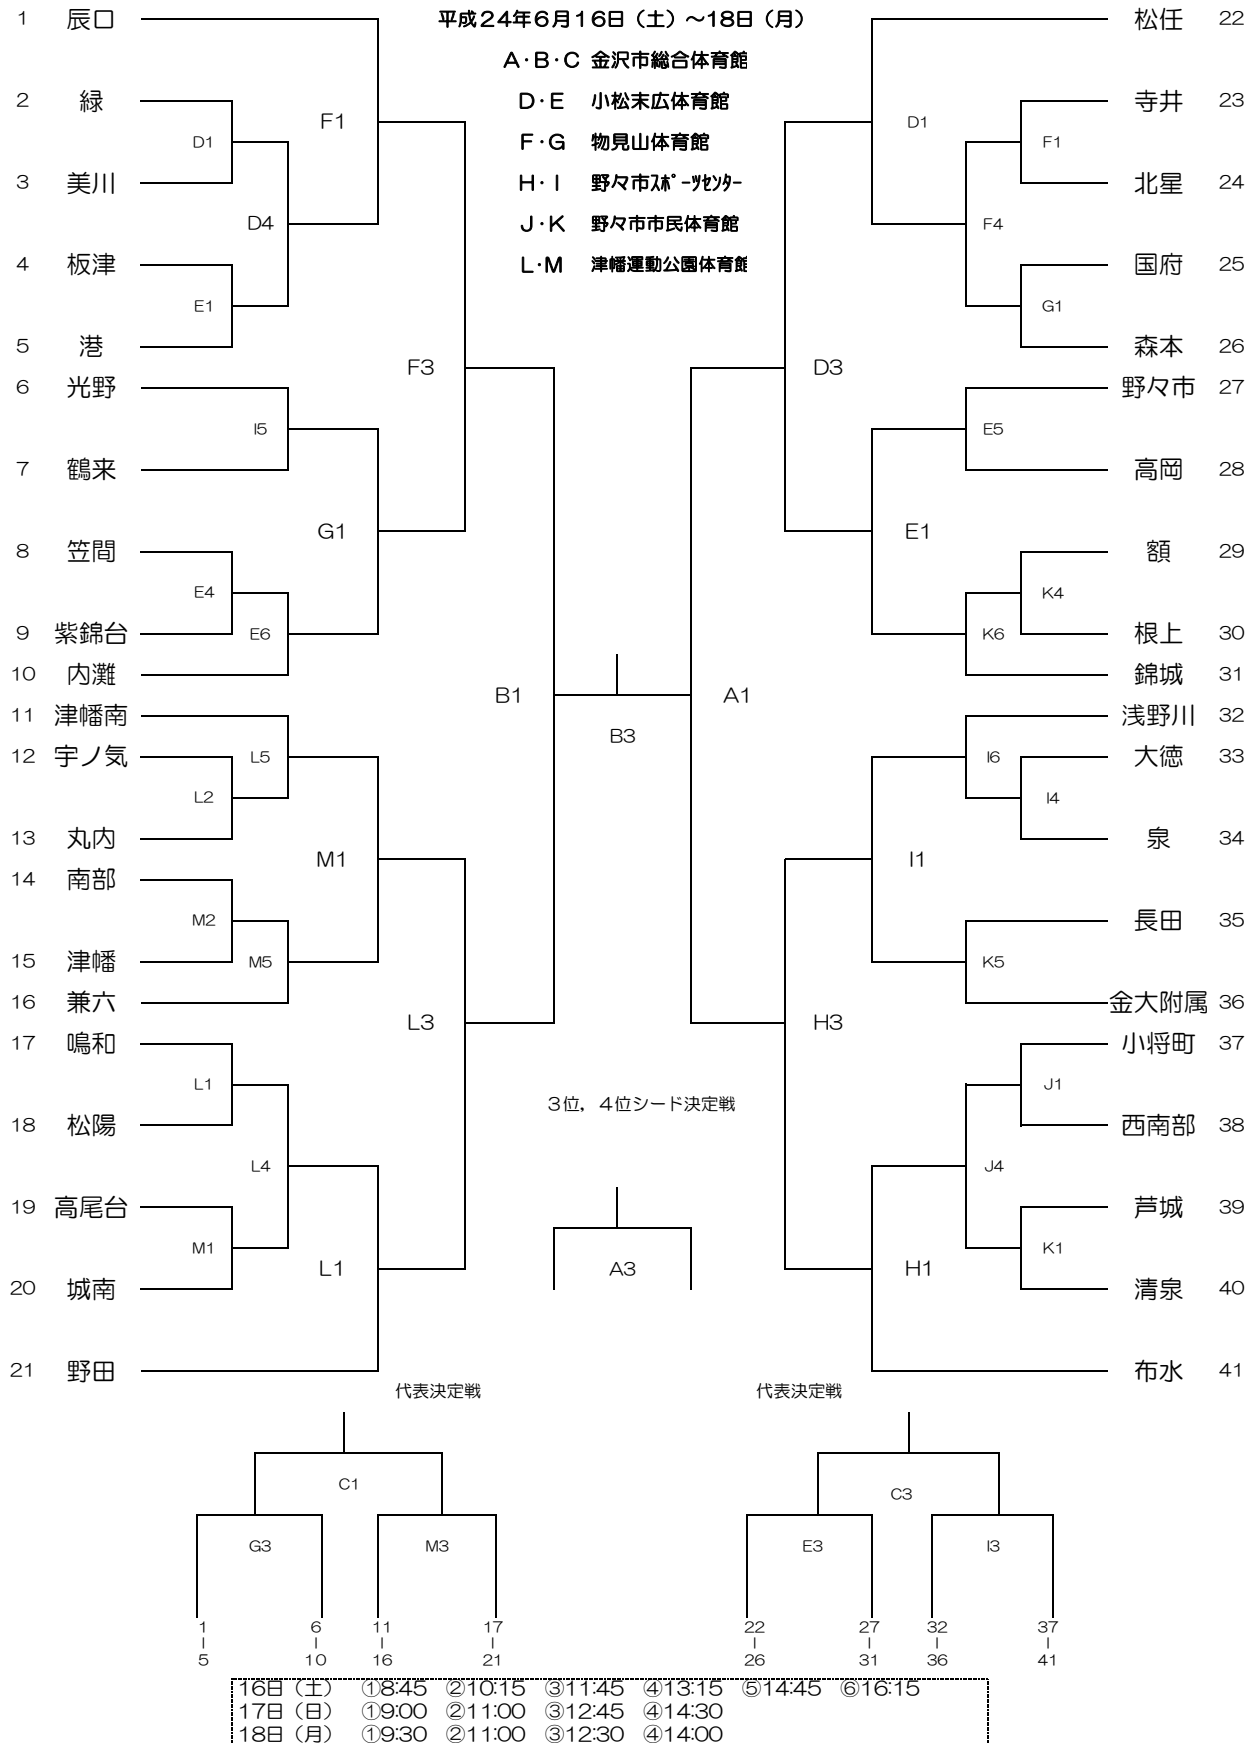 平成24年6月16日（土）～18日（月）
A・B・C 金沢市総合体育館
D・E 小松末広体育館
F・G 物見山体育館
H・I 野々市ｽﾎﾟｰﾂｾﾝﾀｰ
J・K 野々市市民体育館
L・M 津幡運動公園体育館
1 辰口
2 緑
3 美川
4 板津
5 港
6 光野
7 鶴来
8 笠間
9 紫錦台
10 内灘
11 津幡南
12 宇ノ気
13 丸内
14 南部
15 津幡
16 兼六
17 鳴和
18 松陽
19 高尾台
20 城南
21 野田
D1
E1
D4
F1
I5
E4
E6
G1
F3
L2
L5
M2
M5
M1
L1
M1
L4
L1
L3
B1
B3
A1
D1
F1
F4
G1
D3
E5
E1
K4
K6
I6
I4
I1
K5
H3
J1
J4
K1
H1
松任 22
寺井 23
北星 24
国府 25
森本 26
野々市 27
高岡 28
額 29
根上 30
錦城 31
浅野川 32
大徳 33
泉 34
長田 35
金大附属 36
小将町 37
西南部 38
芦城 39
清泉 40
布水 41
3位，4位シード決定戦
A3
代表決定戦
C1
G3
M3
1｜5
6｜10
11｜16
17｜21
代表決定戦
C3
E3
I3
22｜26
27｜31
32｜36
37｜41
16日（土） ①8:45 ②10:15 ③11:45 ④13:15 ⑤14:45 ⑥16:15
17日（日） ①9:00 ②11:00 ③12:45 ④14:30
18日（月） ①9:30 ②11:00 ③12:30 ④14:00